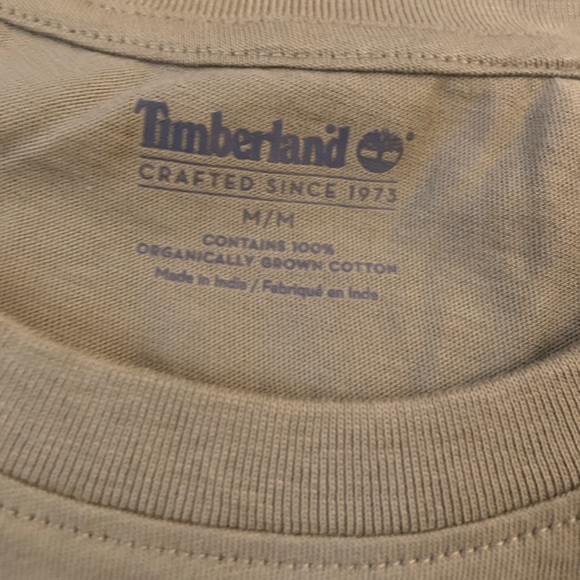 Timberland
CRAFTED SINCE 1973
M/M
CONTAINS 100%
ORGANICALLY GROWN COTTON
Made in India / Fabriqué en Inde